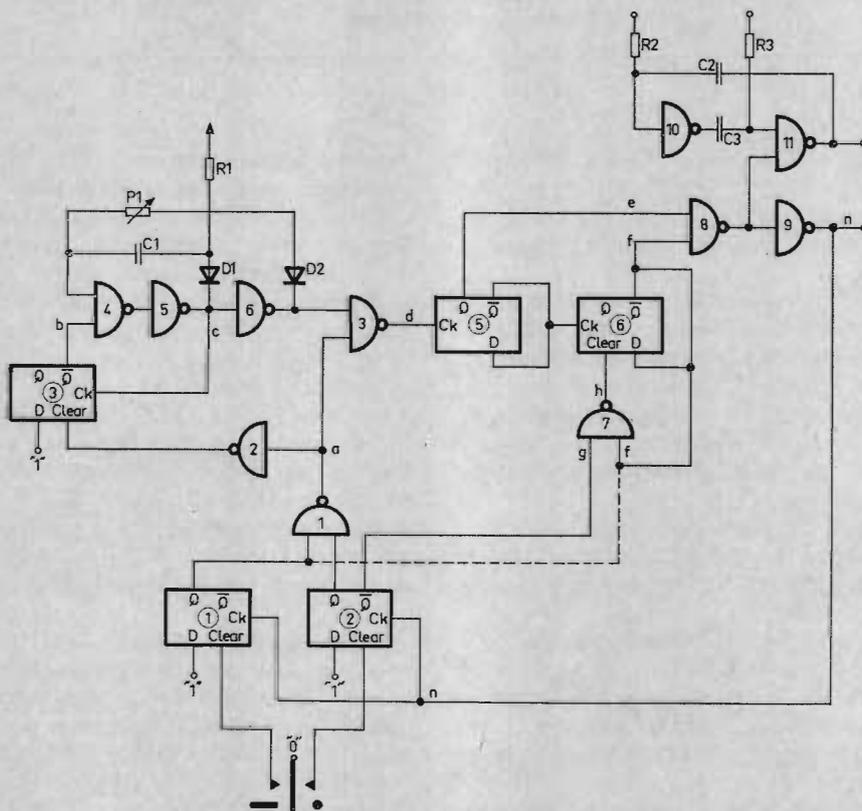 R2
R3
C2
10
C3
11
R1
P1
C1
D1
D2
e
f
8
9
n
4
5
6
3
d
b
c
Q Q̅
Ck
5
D
Q Q̅
Ck
6
Clear D
Q Q̅
3
Ck
D Clear
"1"
2
a
h
7
g
f
1
Q Q̅
1
Ck
D Clear
"1"
Q Q̅
2
Ck
D Clear
"1"
n
"0"